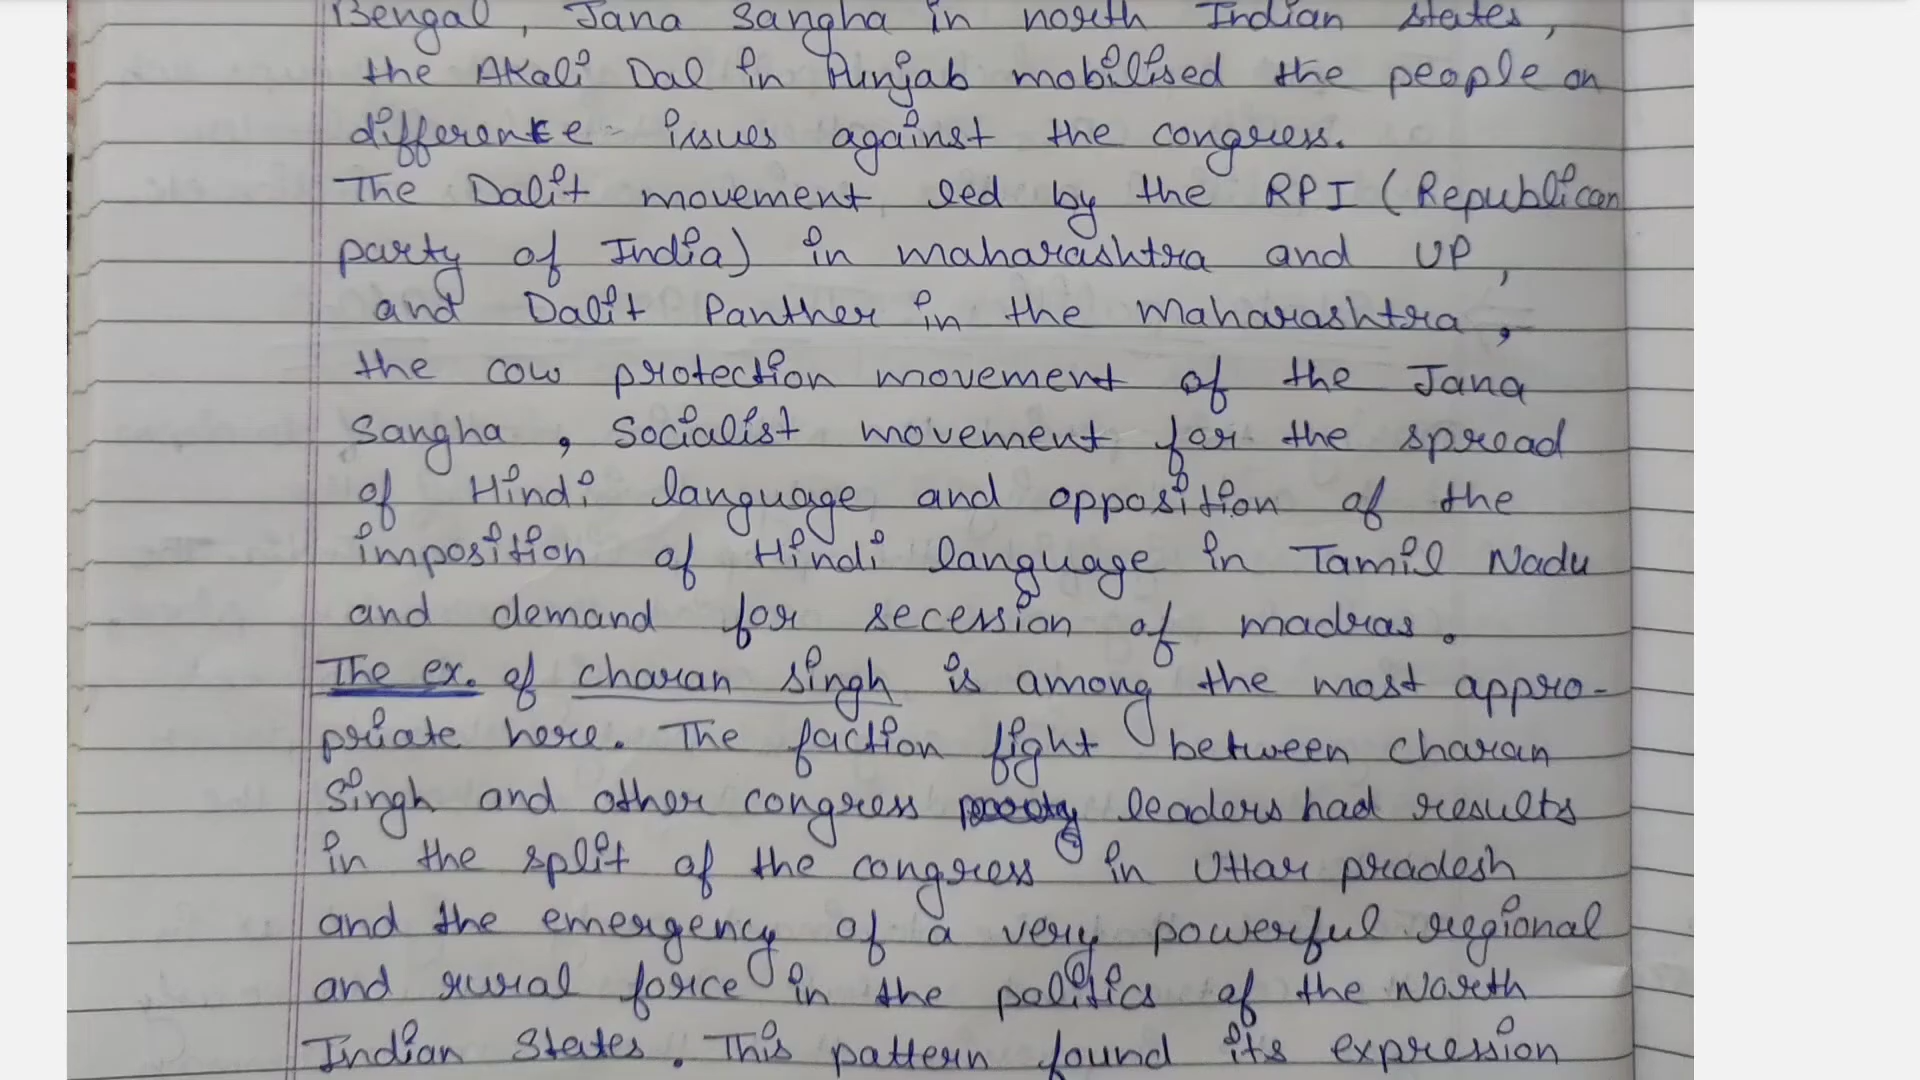 Bengal, Jana Sangha in north Indian states,
the Akali Dal in Punjab mobilised the people on
difference issues against the congress.
The Dalit movement led by the RPI (Republican
party of India) in maharashtra and UP,
and Dalit Panther in the Maharashtra,
the cow protection movement of the Jana
Sangha, Socialist movement for the spread
of Hindi language and opposition of the
imposition of Hindi language in Tamil Nadu
and demand for secession of madras.
The ex. of charan singh is among the most appro-
priate here. The faction fight between charan
Singh and other congress leaders had results
in the split of the congress in Uttar pradesh
and the emergency of a very powerful regional
and rural force in the politics of the North
Indian States. This pattern found its expression